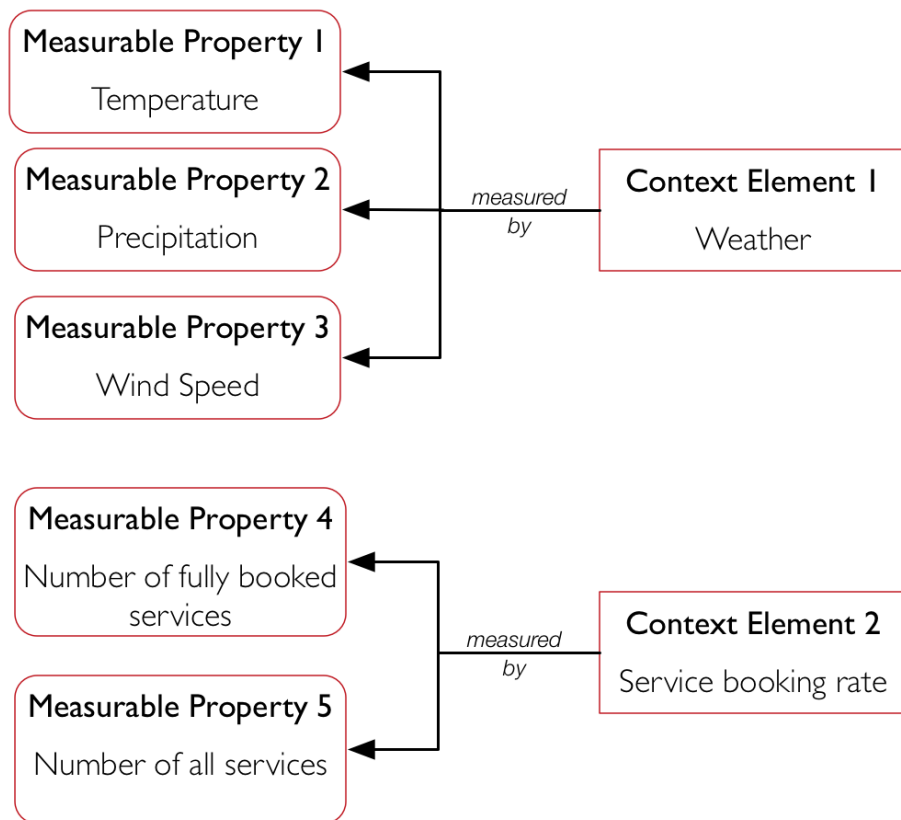 Measurable Property 1
Temperature
Measurable Property 2
Precipitation
Measurable Property 3
Wind Speed
measured
by
Context Element 1
Weather
Measurable Property 4
Number of fully booked
services
Measurable Property 5
Number of all services
measured
by
Context Element 2
Service booking rate